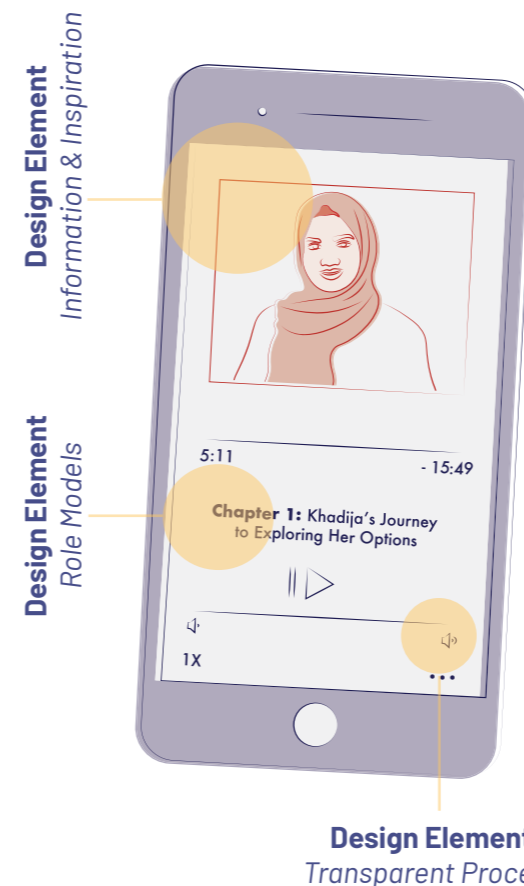 Design Element
Information & Inspiration
5:11
- 15:49
Design Element
Role Models
Chapter 1: Khadija's Journey
to Exploring Her Options
1X
Design Element
Transparent